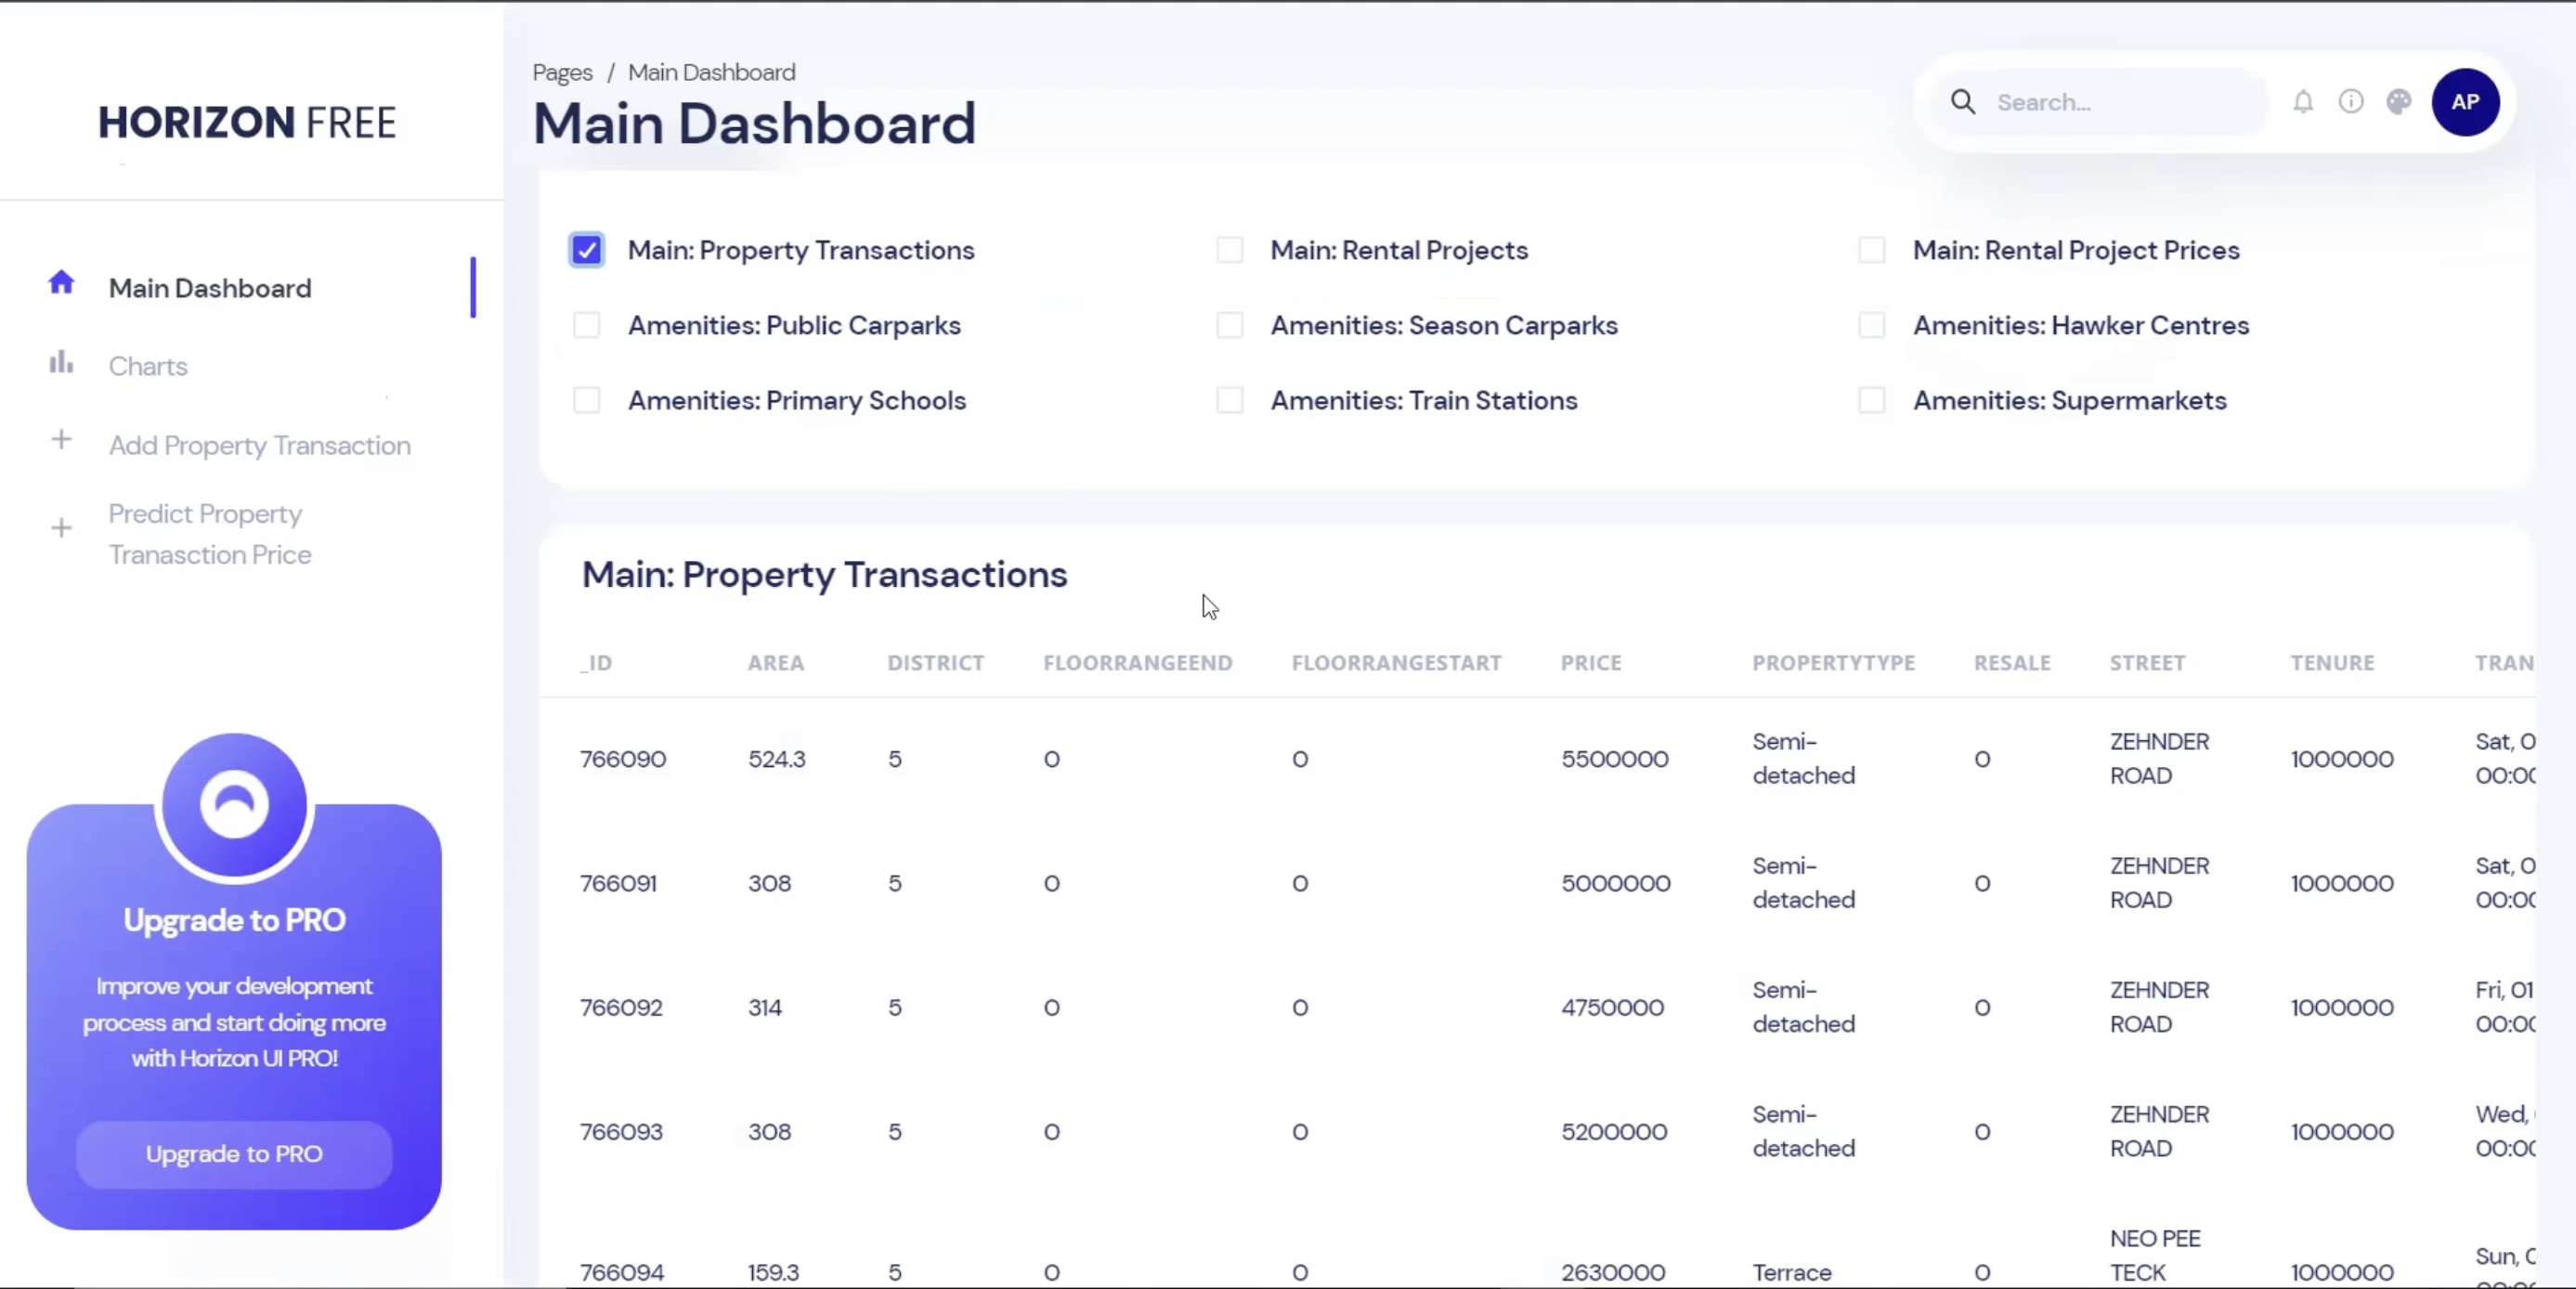 HORIZON FREE
Main Dashboard
Charts
Add Property Transaction
Predict Property
Tranasction Price
Upgrade to PRO
Improve your development
process and start doing more
with Horizon UI PRO!
Upgrade to PRO
Pages / Main Dashboard
Main Dashboard
Search...
AP
Main: Property Transactions Main: Rental Projects Main: Rental Project Prices
Amenities: Public Carparks Amenities: Season Carparks Amenities: Hawker Centres
Amenities: Primary Schools Amenities: Train Stations Amenities: Supermarkets
Main: Property Transactions
_ID AREA DISTRICT FLOORRANGEEND FLOORRANGESTART PRICE PROPERTYTYPE RESALE STREET TENURE TRAN
766090 524.3 5 0 0 5500000 Semi-detached 0 ZEHNDER ROAD 1000000 Sat, 0
00:00
766091 308 5 0 0 5000000 Semi-detached 0 ZEHNDER ROAD 1000000 Sat, 0
00:00
766092 314 5 0 0 4750000 Semi-detached 0 ZEHNDER ROAD 1000000 Fri, 01
00:00
766093 308 5 0 0 5200000 Semi-detached 0 ZEHNDER ROAD 1000000 Wed,
00:00
766094 159.3 5 0 0 2630000 Terrace 0 NEO PEE TECK 1000000 Sun, 0